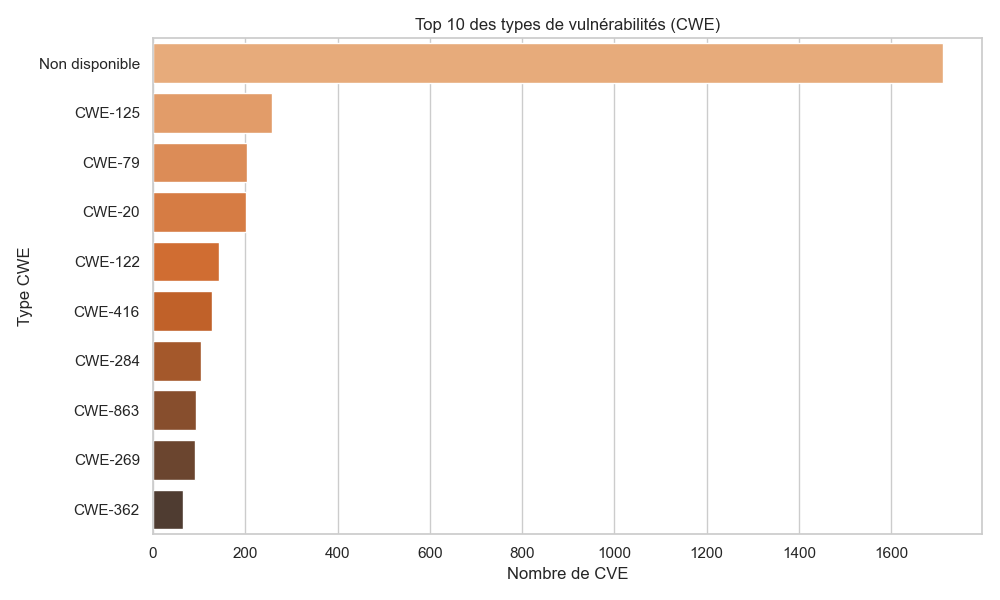 Top 10 des types de vulnérabilités (CWE)
Type CWE
Non disponible
CWE-125
CWE-79
CWE-20
CWE-122
CWE-416
CWE-284
CWE-863
CWE-269
CWE-362
0 200 400 600 800 1000 1200 1400 1600
Nombre de CVE